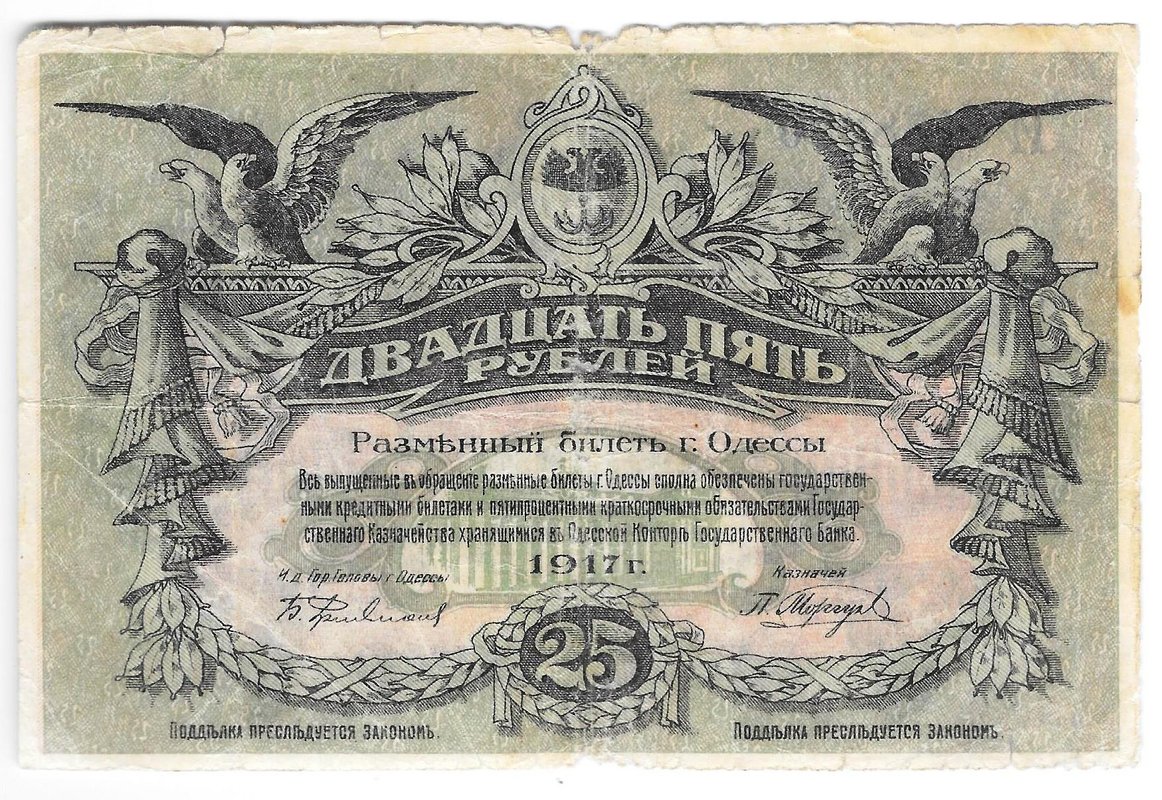 ДВАДЦАТЬ ПЯТЬ
РУБЛЕЙ
Размѣнный билетъ г. Одессы
Всѣ выпущенные въ обращенiе размѣнные билеты г. Одессы сполна обезпечены государствен-
ными кредитными билетами и пятипроцентными краткосрочными обязательствами Государ-
ственнаго Казначейства хранящимися въ Одесской Конторѣ Государственнаго Банка.
1917 г.
И.д. Гор. Головы г. Одессы
Казначей
25
Поддѣлка преслѣдуется закономъ.
Поддѣлка преслѣдуется закономъ.